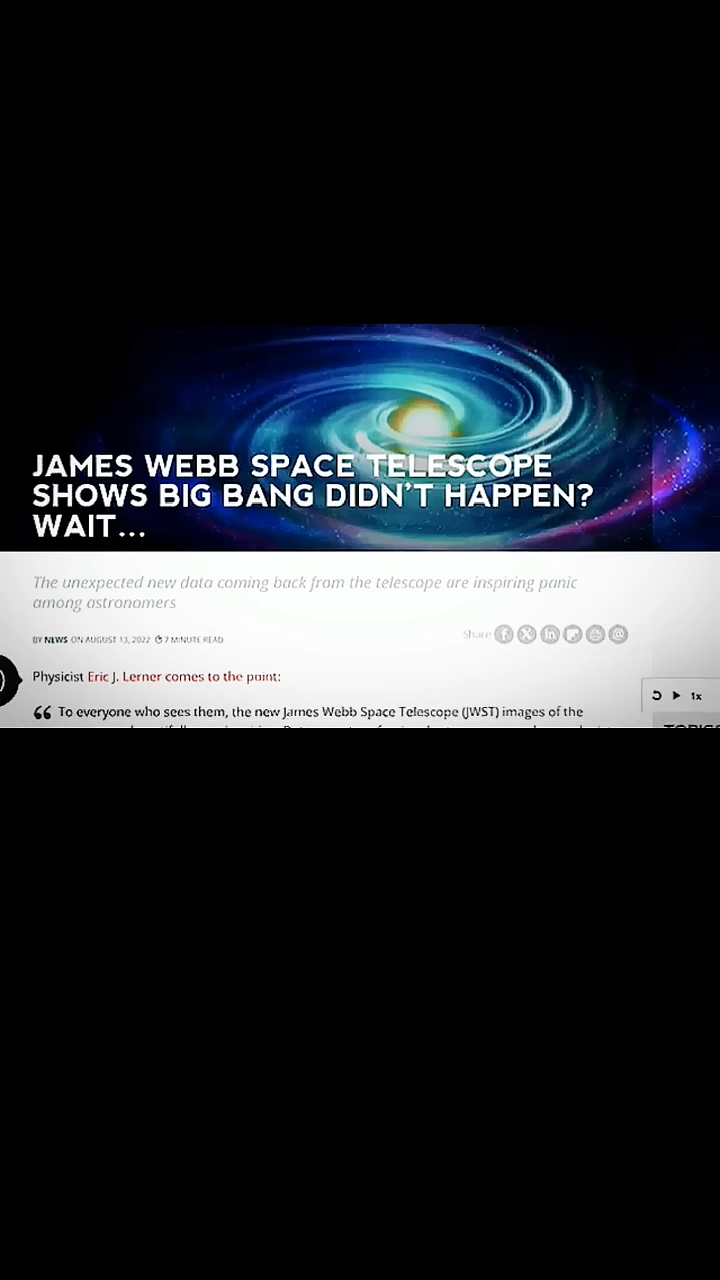 JAMES WEBB SPACE TELESCOPE
SHOWS BIG BANG DIDN'T HAPPEN?
WAIT...
The unexpected new data coming back from the telescope are inspiring panic
among astronomers
BY NEWS ON AUGUST 13, 2022 7 MINUTE READ
Share
Physicist Eric J. Lerner comes to the point:
1x
“ To everyone who sees them, the new James Webb Space Telescope (JWST) images of the